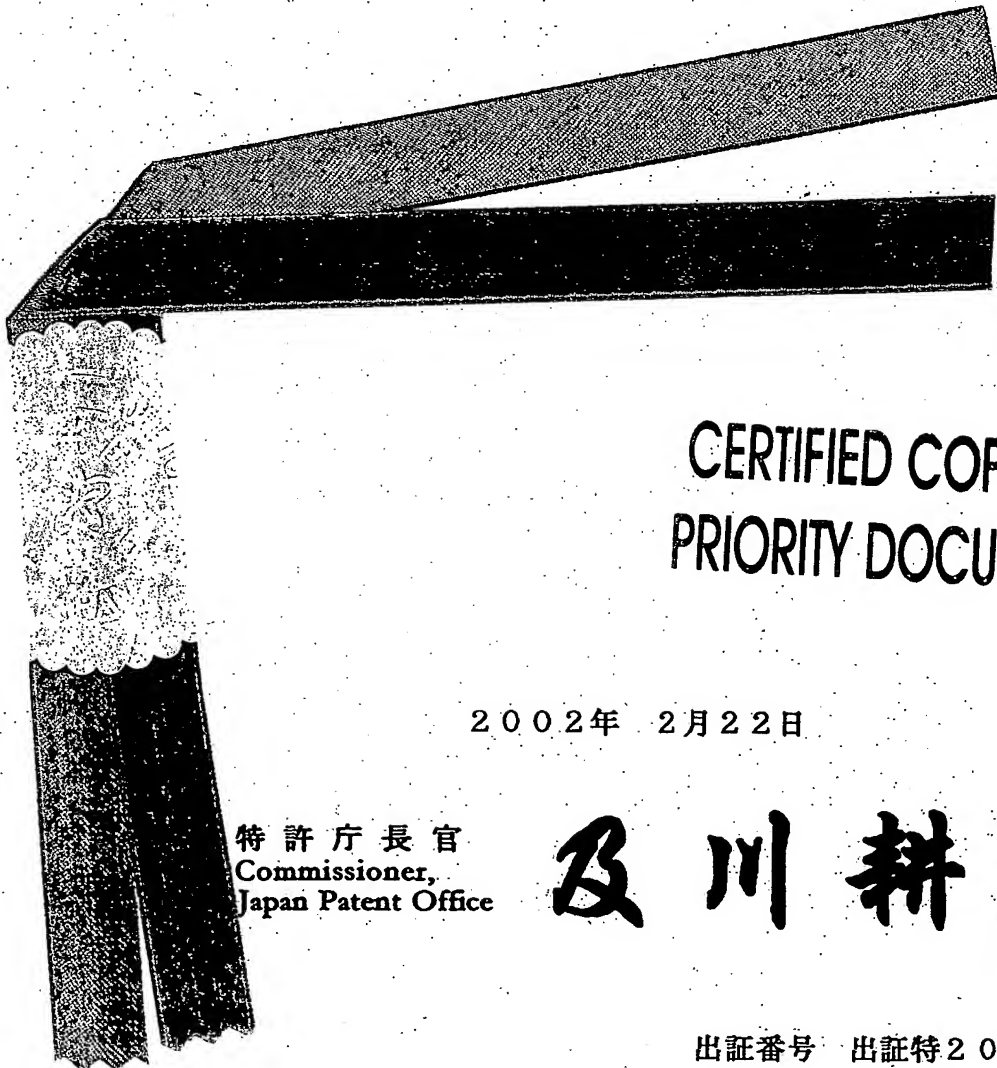 CERTIFIED COP
PRIORITY DOCU
2002年 2月22日
特許庁長官
Commissioner,
Japan Patent Office
及川耕
出証番号 出証特20